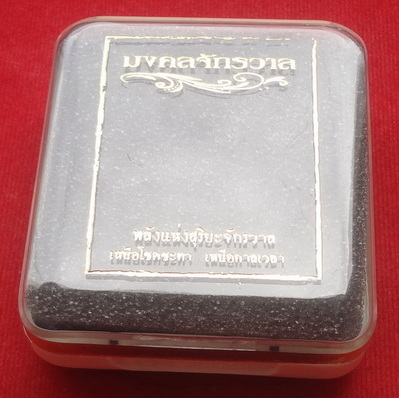 มงคลจักรวาล
พลังแห่งสุริยะจักรวาล
เหนือโชคชะตา เหนือกาลเวลา